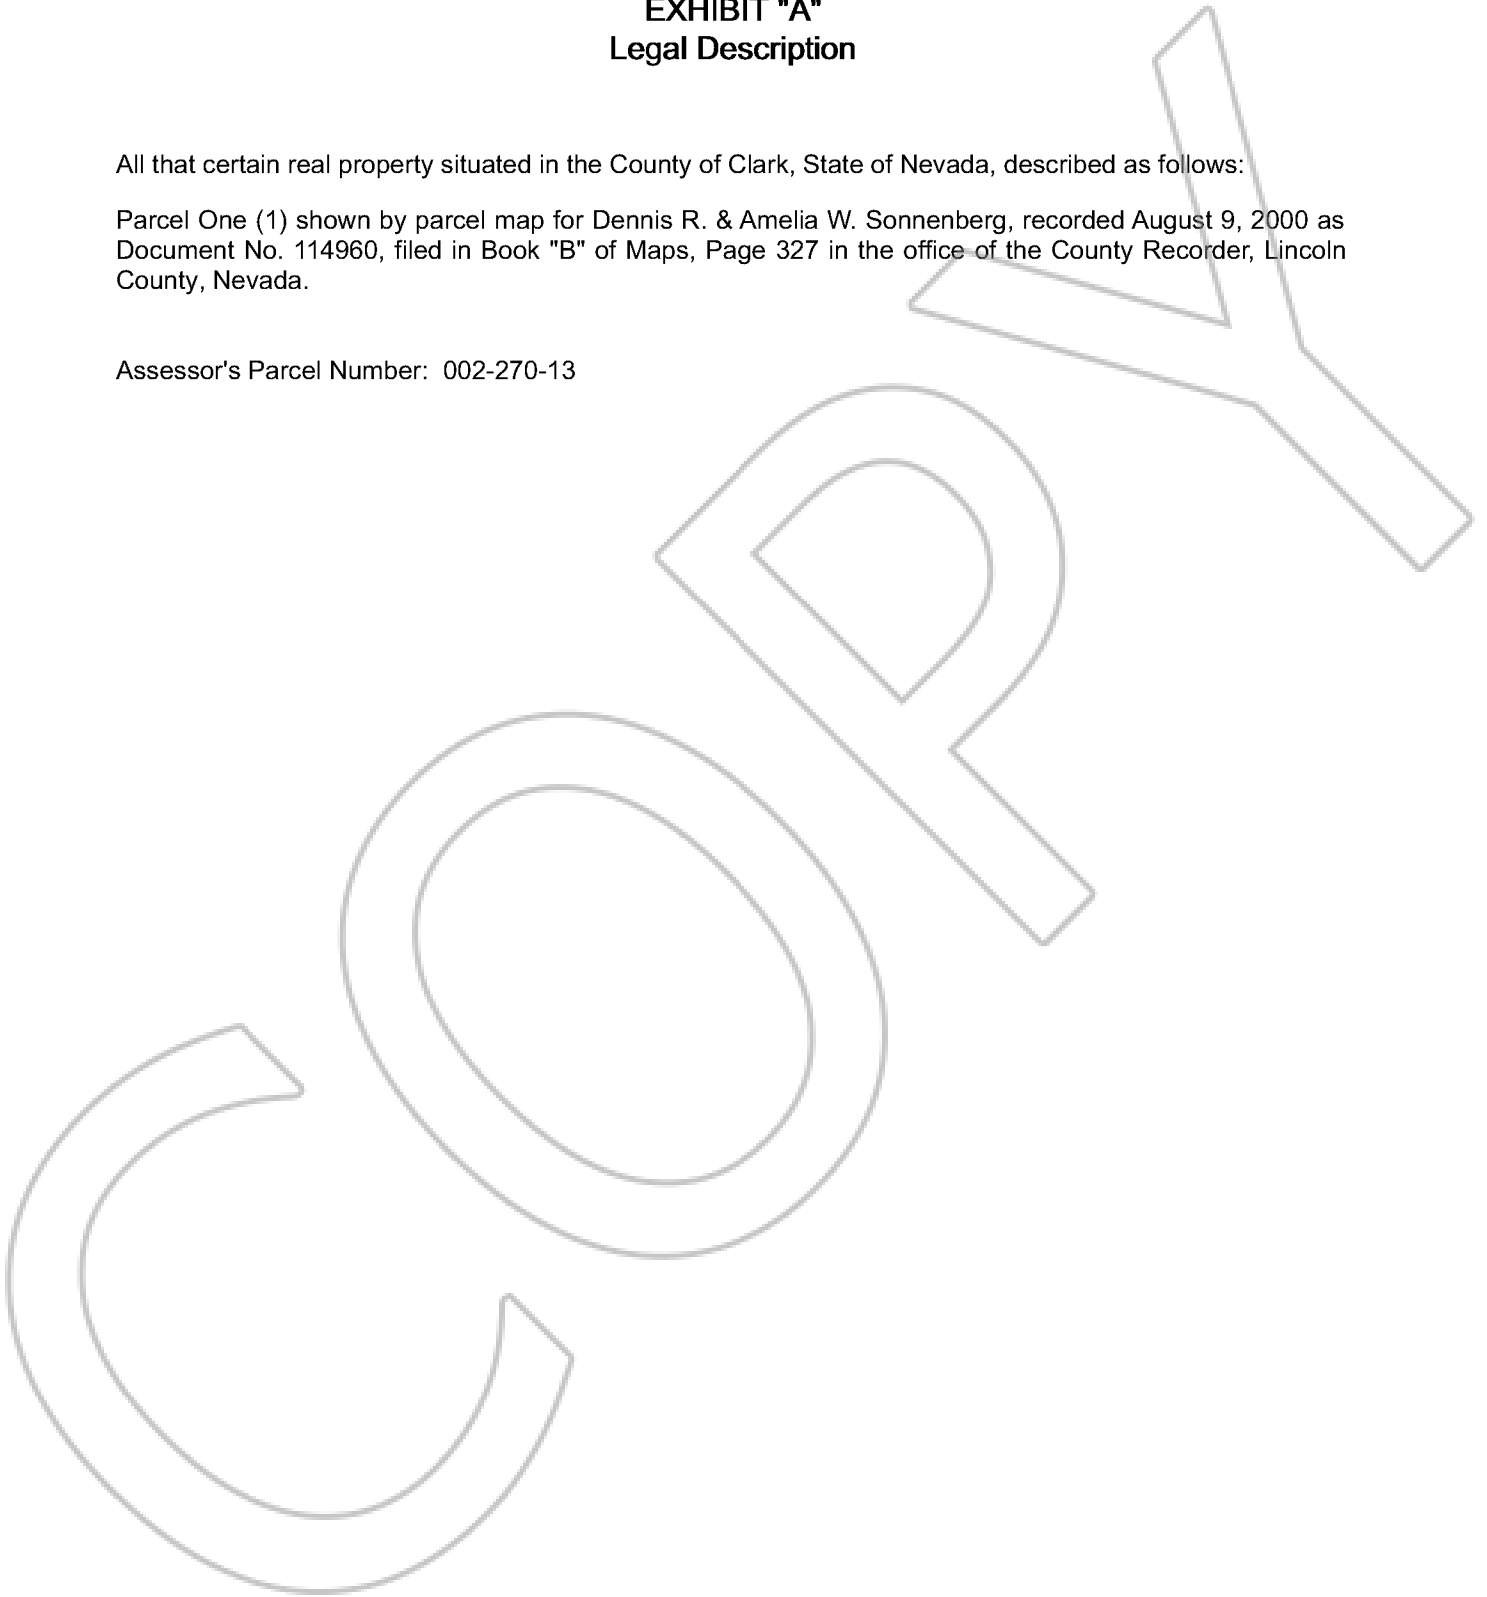 EXHIBIT "A"
Legal Description
All that certain real property situated in the County of Clark, State of Nevada, described as follows:
Parcel One (1) shown by parcel map for Dennis R. & Amelia W. Sonnenberg, recorded August 9, 2000 as
Document No. 114960, filed in Book "B" of Maps, Page 327 in the office of the County Recorder, Lincoln
County, Nevada.
Assessor's Parcel Number: 002-270-13
COPY